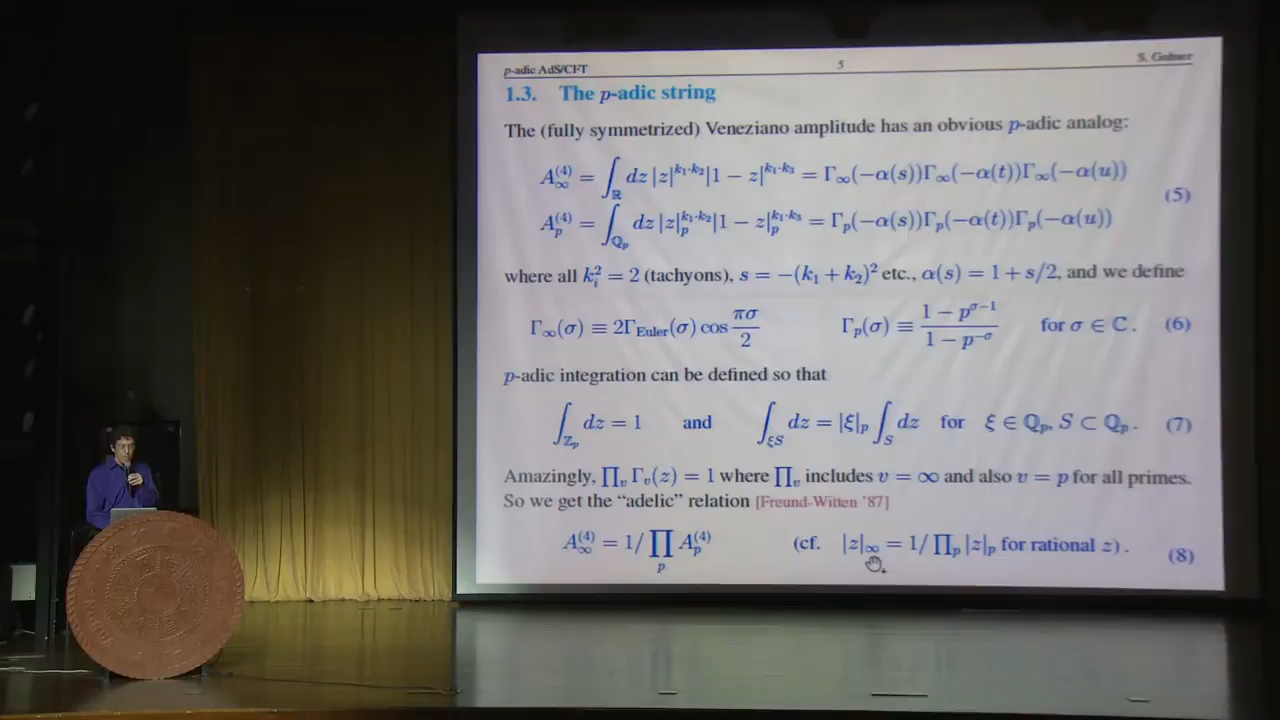 p-adic AdS/CFT 5 S. Gubser
1.3. The p-adic string
The (fully symmetrized) Veneziano amplitude has an obvious p-adic analog:
A_∞^{(4)} = ∫_ℝ dz |z|^{k₁·k₂}|1 − z|^{k₁·k₃} = Γ_∞(−α(s))Γ_∞(−α(t))Γ_∞(−α(u))
(5)
A_p^{(4)} = ∫_{ℚ_p} dz |z|_p^{k₁·k₂}|1 − z|_p^{k₁·k₃} = Γ_p(−α(s))Γ_p(−α(t))Γ_p(−α(u))
where all k_i² = 2 (tachyons), s = −(k₁ + k₂)² etc., α(s) = 1 + s/2, and we define
Γ_∞(σ) ≡ 2Γ_Euler(σ) cos πσ/2 Γ_p(σ) ≡ (1 − p^{σ−1})/(1 − p^{−σ}) for σ ∈ ℂ. (6)
p-adic integration can be defined so that
∫_{ℤ_p} dz = 1 and ∫_{ξS} dz = |ξ|_p ∫_S dz for ξ ∈ ℚ_p, S ⊂ ℚ_p. (7)
Amazingly, ∏_v Γ_v(z) = 1 where ∏_v includes v = ∞ and also v = p for all primes.
So we get the “adelic” relation [Freund-Witten ’87]
A_∞^{(4)} = 1/ ∏_p A_p^{(4)} (cf. |z|_∞ = 1/ ∏_p |z|_p for rational z). (8)